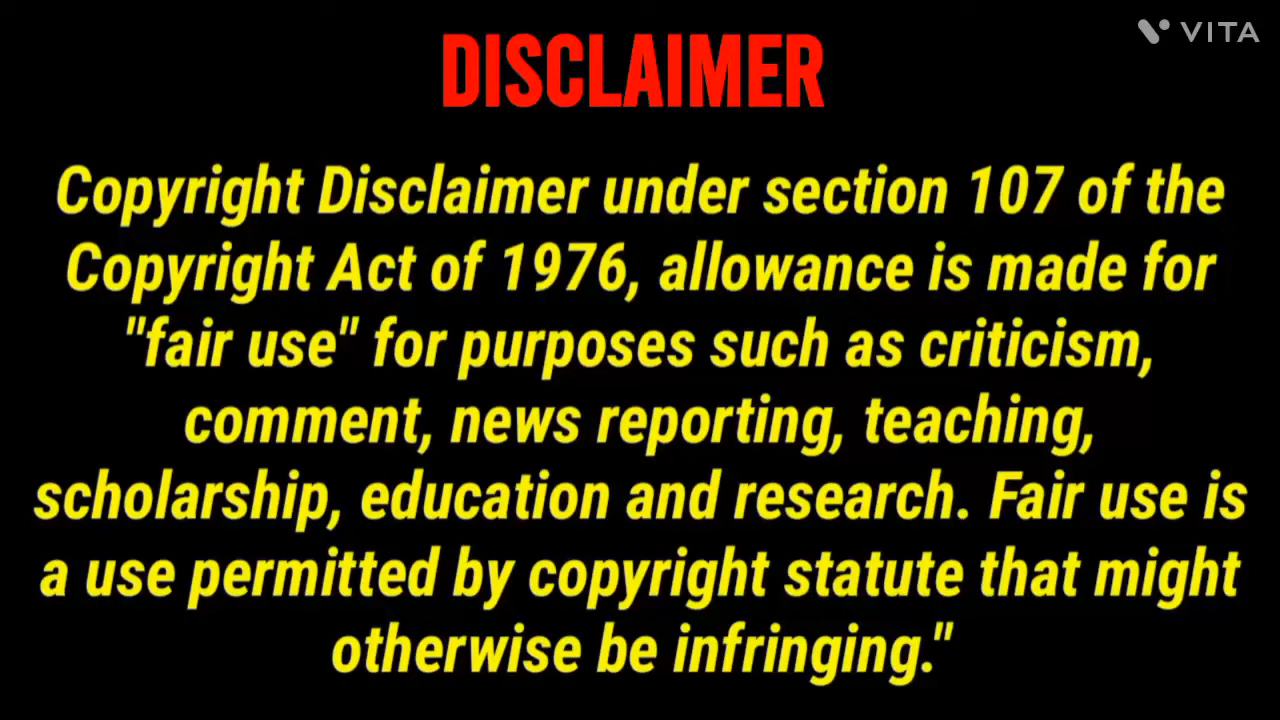 VITA
DISCLAIMER
Copyright Disclaimer under section 107 of the
Copyright Act of 1976, allowance is made for
"fair use" for purposes such as criticism,
comment, news reporting, teaching,
scholarship, education and research. Fair use is
a use permitted by copyright statute that might
otherwise be infringing."